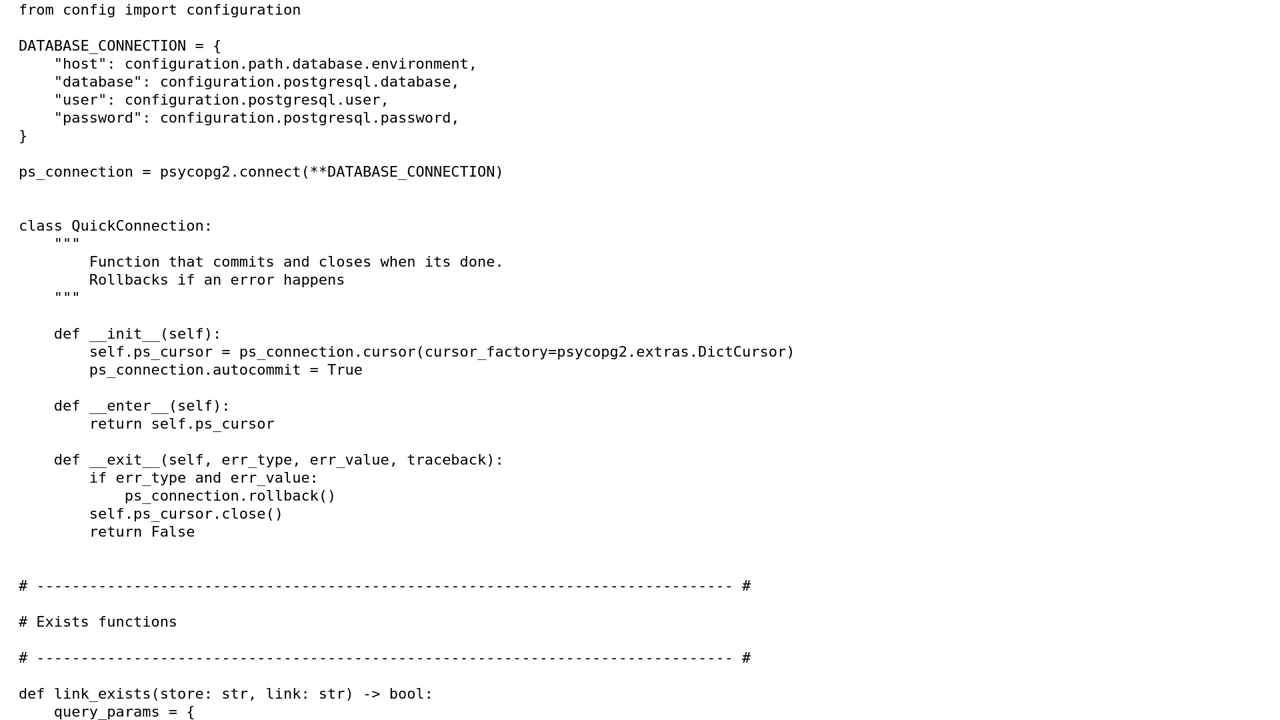 from config import configuration

DATABASE_CONNECTION = {
    "host": configuration.path.database.environment,
    "database": configuration.postgresql.database,
    "user": configuration.postgresql.user,
    "password": configuration.postgresql.password,
}

ps_connection = psycopg2.connect(**DATABASE_CONNECTION)


class QuickConnection:
    """
        Function that commits and closes when its done.
        Rollbacks if an error happens
    """

    def __init__(self):
        self.ps_cursor = ps_connection.cursor(cursor_factory=psycopg2.extras.DictCursor)
        ps_connection.autocommit = True

    def __enter__(self):
        return self.ps_cursor

    def __exit__(self, err_type, err_value, traceback):
        if err_type and err_value:
            ps_connection.rollback()
        self.ps_cursor.close()
        return False


# ------------------------------------------------------------------------------- #

# Exists functions

# ------------------------------------------------------------------------------- #

def link_exists(store: str, link: str) -> bool:
    query_params = {